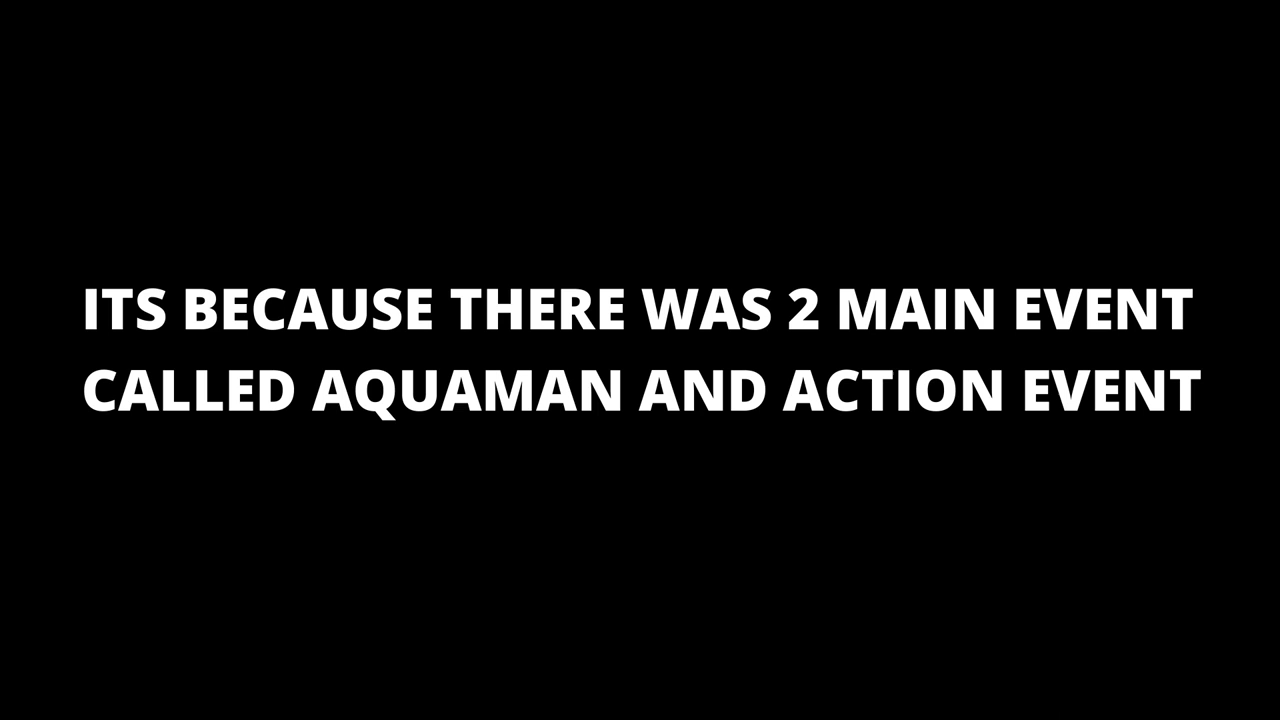 ITS BECAUSE THERE WAS 2 MAIN EVENT
CALLED AQUAMAN AND ACTION EVENT